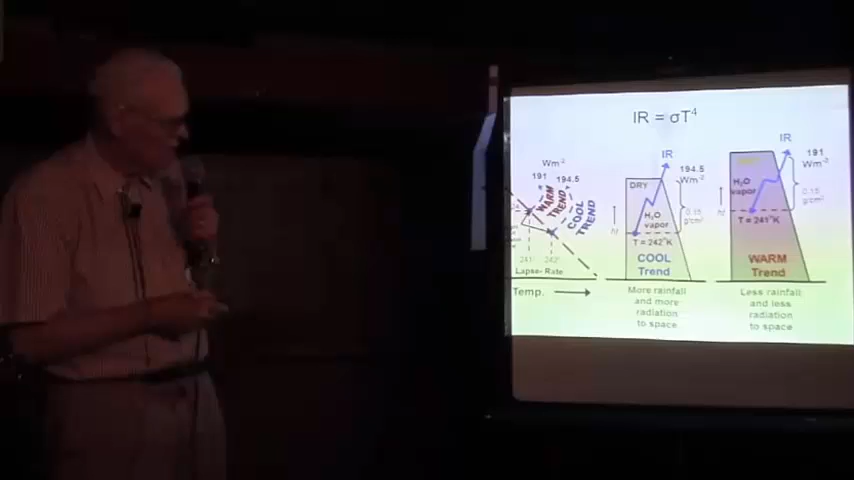 IR = σT⁴
Wm⁻²
191 194.5
WARM
TREND
COOL
TREND
241° 242°
Lapse-Rate
Temp.
IR
194.5
Wm⁻²
DRY
H₂O
vapor
0.15
g/cm²
ht
T = 242°K
COOL
Trend
More rainfall
and more
radiation
to space
IR
191
Wm⁻²
H₂O
vapor
0.15
g/cm²
ht
T = 241°K
WARM
Trend
Less rainfall
and less
radiation
to space